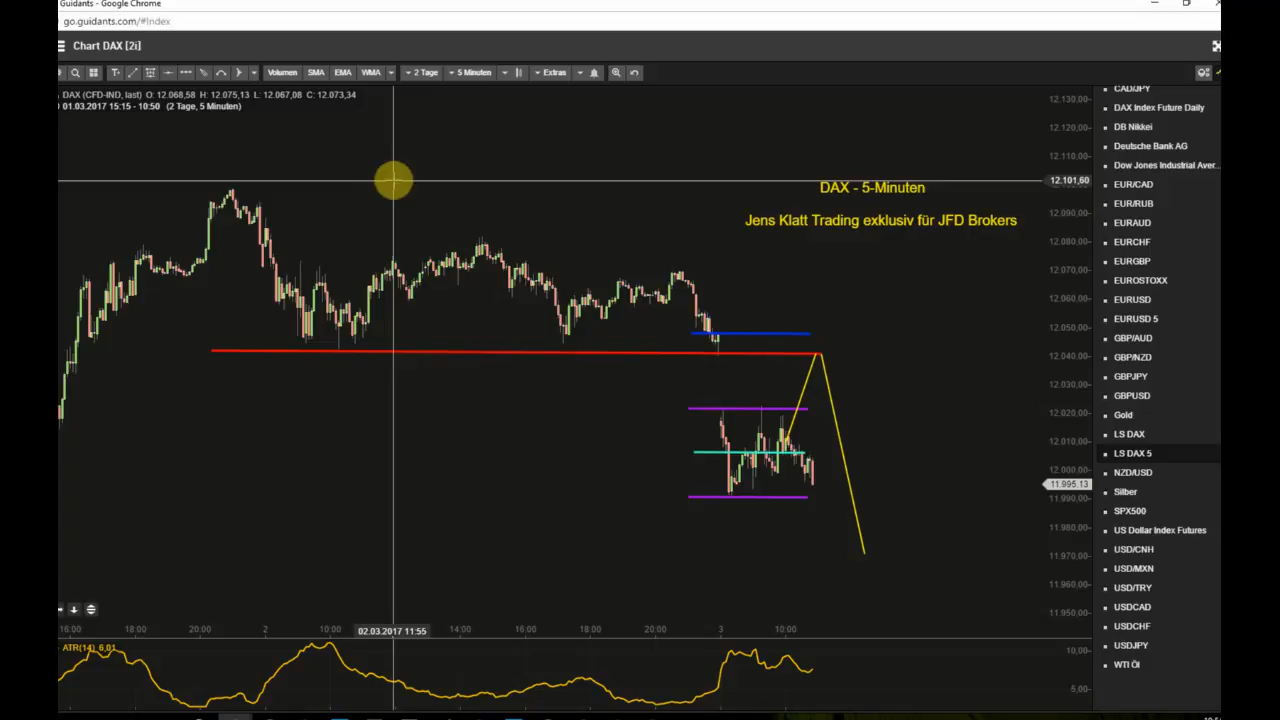 Guidants - Google Chrome
go.guidants.com/#Index
Chart DAX [2i]
Volumen SMA EMA WMA 2 Tage 5 Minuten Extras
DAX (CFD-IND, last) O: 12.068,58 H: 12.075,13 L: 12.067,08 C: 12.073,34
01.03.2017 15:15 - 10:50 (2 Tage, 5 Minuten)
DAX - 5-Minuten
Jens Klatt Trading exklusiv für JFD Brokers
12.130,00
12.120,00
12.110,00
12.101,60
12.090,00
12.080,00
12.070,00
12.060,00
12.050,00
12.040,00
12.030,00
12.020,00
12.010,00
12.000,00
11.995,13
11.990,00
11.980,00
11.970,00
11.960,00
11.950,00
16:00 18:00 20:00 2 10:00 02.03.2017 11:55 14:00 16:00 18:00 20:00 3 10:00
ATR(14) 6,01
10,00
5,00
CAD/JPY
DAX Index Future Daily
DB Nikkei
Deutsche Bank AG
Dow Jones Industrial Aver...
EUR/CAD
EUR/RUB
EURAUD
EURCHF
EURGBP
EUROSTOXX
EURUSD
EURUSD 5
GBP/AUD
GBP/NZD
GBPJPY
GBPUSD
Gold
LS DAX
LS DAX 5
NZD/USD
Silber
SPX500
US Dollar Index Futures
USD/CNH
USD/MXN
USD/TRY
USDCAD
USDCHF
USDJPY
WTI Öl